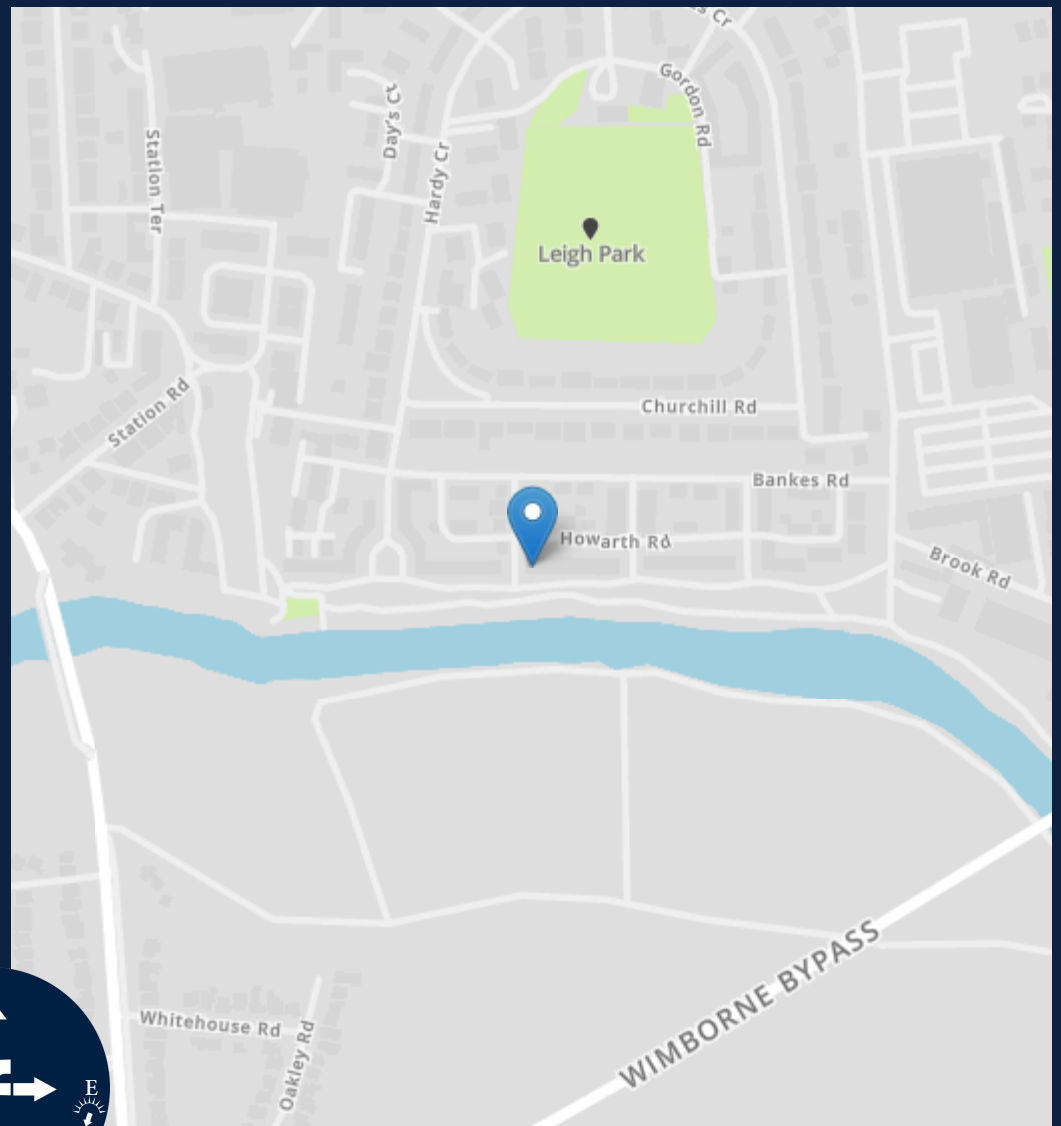 s Cr
Gordon Rd
Day's Ct
Station Ter
Hardy Cr
Leigh Park
Station Rd
Churchill Rd
Bankes Rd
Howarth Rd
Brook Rd
WIMBORNE BYPASS
Whitehouse Rd
Oakley Rd
E